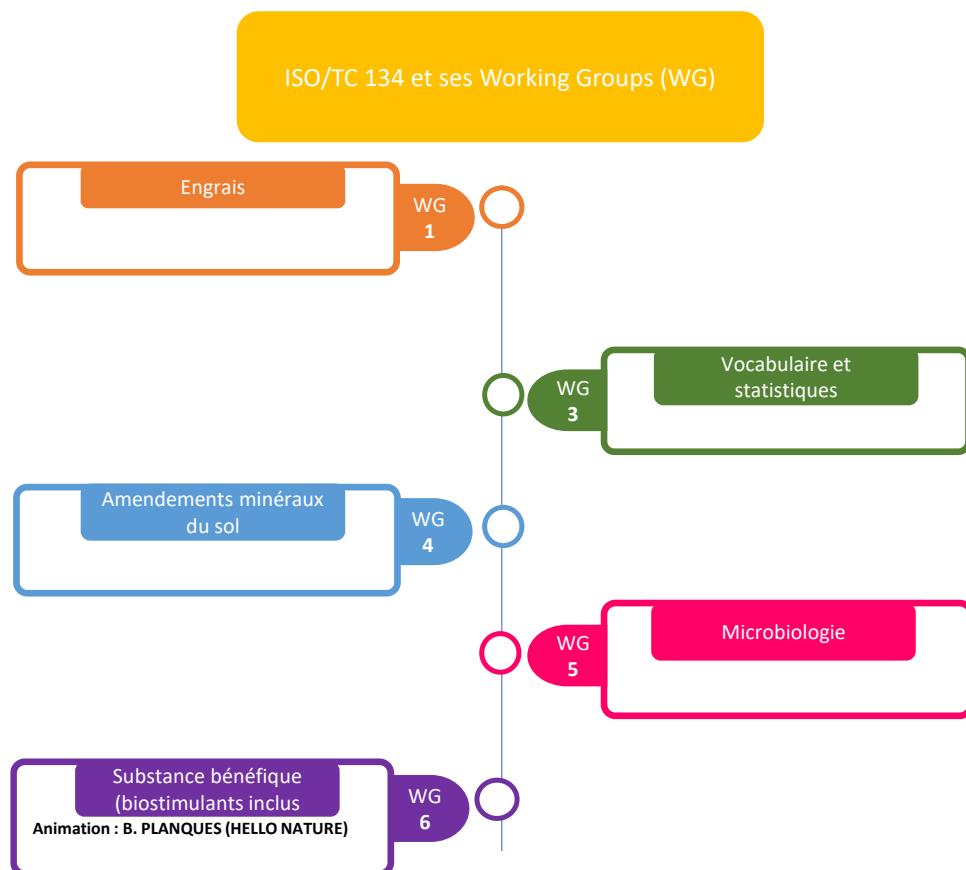 ISO/TC 134 et ses Working Groups (WG)
Engrais
WG
1
Vocabulaire et
statistiques
WG
3
Amendements minéraux
du sol
WG
4
Microbiologie
WG
5
Substance bénéfique
(biostimulants inclus
Animation : B. PLANQUES (HELLO NATURE)
WG
6